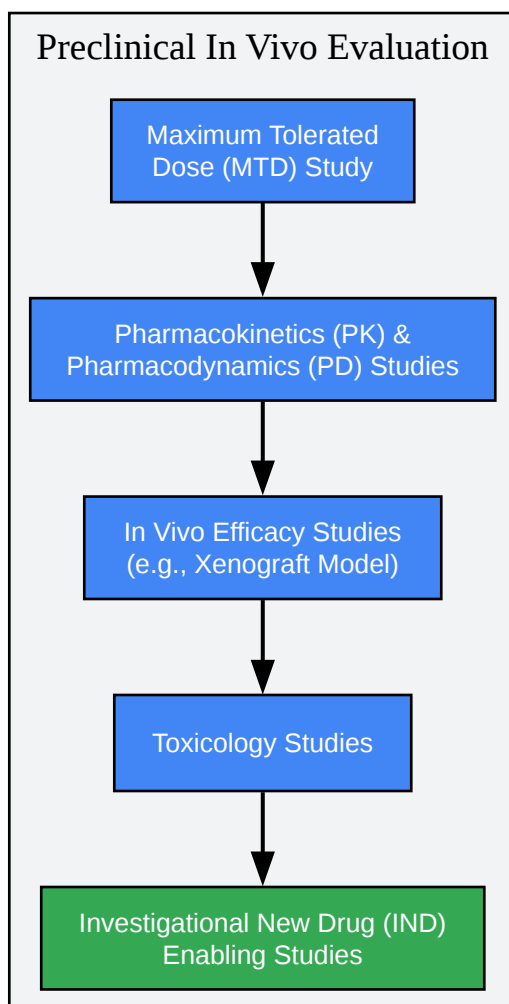 Preclinical In Vivo Evaluation
Maximum Tolerated
Dose (MTD) Study
Pharmacokinetics (PK) &
Pharmacodynamics (PD) Studies
In Vivo Efficacy Studies
(e.g., Xenograft Model)
Toxicology Studies
Investigational New Drug (IND)
Enabling Studies